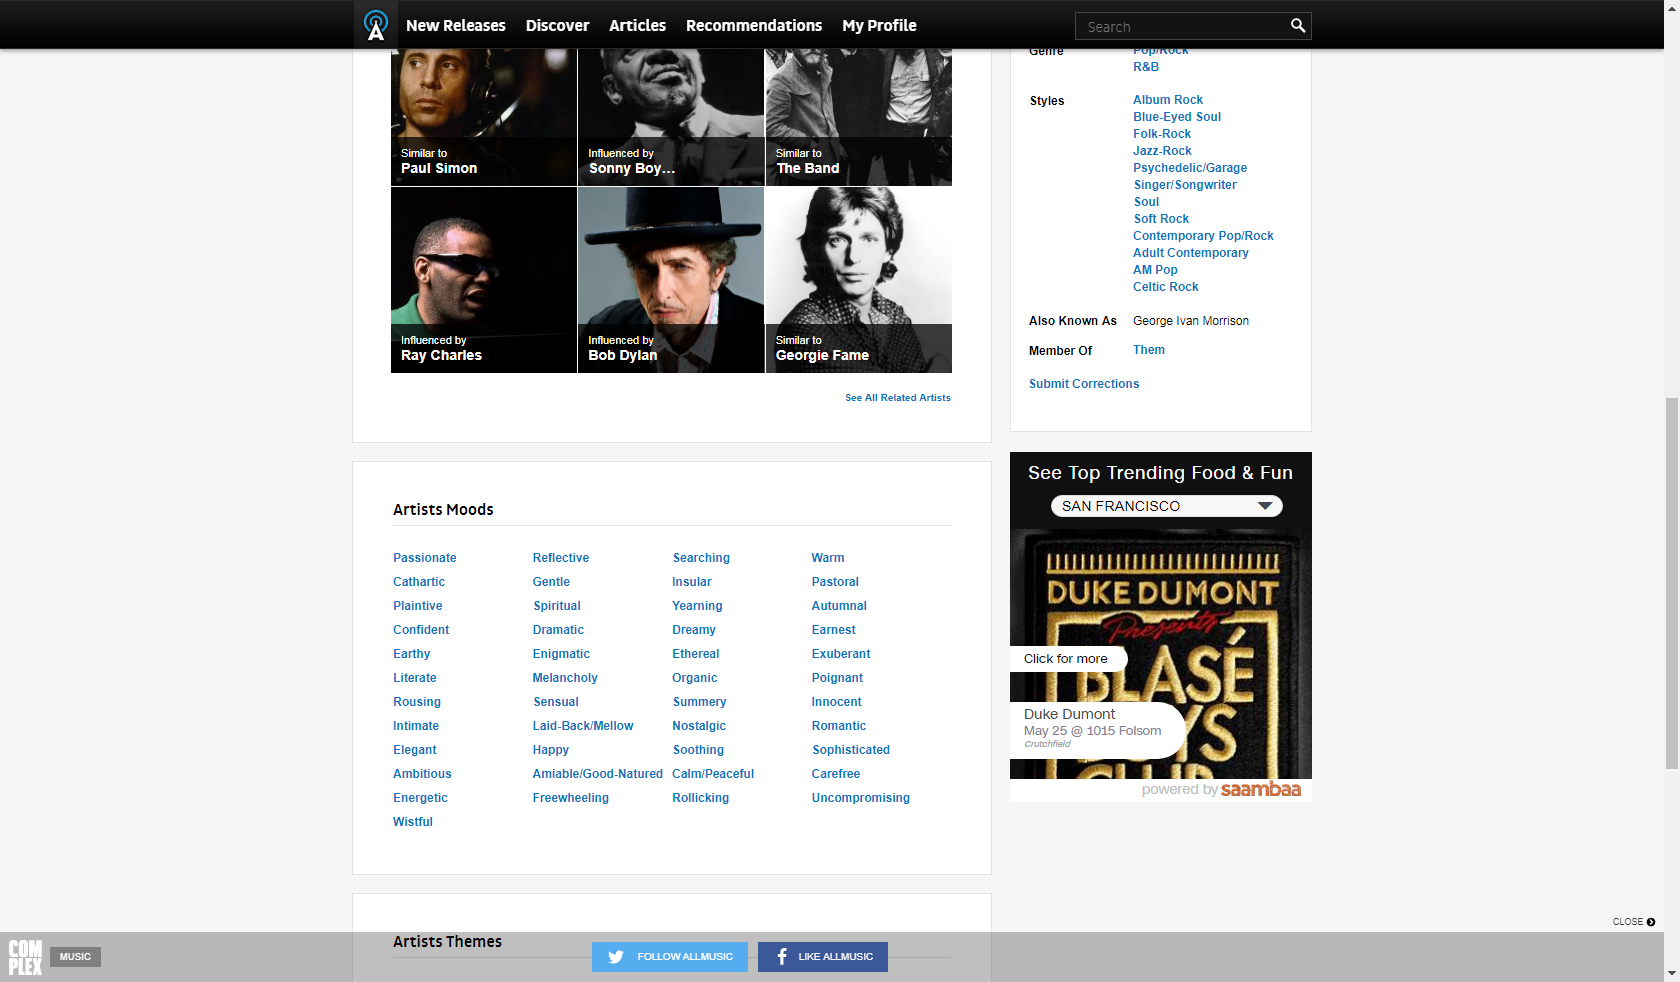 New Releases
Discover
Articles
Recommendations
My Profile
Search
Similar to
Paul Simon
Influenced by
Sonny Boy...
Similar to
The Band
Influenced by
Ray Charles
Influenced by
Bob Dylan
Similar to
Georgie Fame
See All Related Artists
Genre
Pop/Rock
R&B
Styles
Album Rock
Blue-Eyed Soul
Folk-Rock
Jazz-Rock
Psychedelic/Garage
Singer/Songwriter
Soul
Soft Rock
Contemporary Pop/Rock
Adult Contemporary
AM Pop
Celtic Rock
Also Known As
George Ivan Morrison
Member Of
Them
Submit Corrections
Artists Moods
Passionate
Reflective
Searching
Warm
Cathartic
Gentle
Insular
Pastoral
Plaintive
Spiritual
Yearning
Autumnal
Confident
Dramatic
Dreamy
Earnest
Earthy
Enigmatic
Ethereal
Exuberant
Literate
Melancholy
Organic
Poignant
Rousing
Sensual
Summery
Innocent
Intimate
Laid-Back/Mellow
Nostalgic
Romantic
Elegant
Happy
Soothing
Sophisticated
Ambitious
Amiable/Good-Natured
Calm/Peaceful
Carefree
Energetic
Freewheeling
Rollicking
Uncompromising
Wistful
See Top Trending Food & Fun
SAN FRANCISCO
DUKE DUMONT
Presents
BLASÉ
BOYS
CLUB
Click for more
Duke Dumont
May 25 @ 1015 Folsom
Crutchfield
powered by saambaa
Artists Themes
CLOSE
COMPLEX
MUSIC
FOLLOW ALLMUSIC
LIKE ALLMUSIC